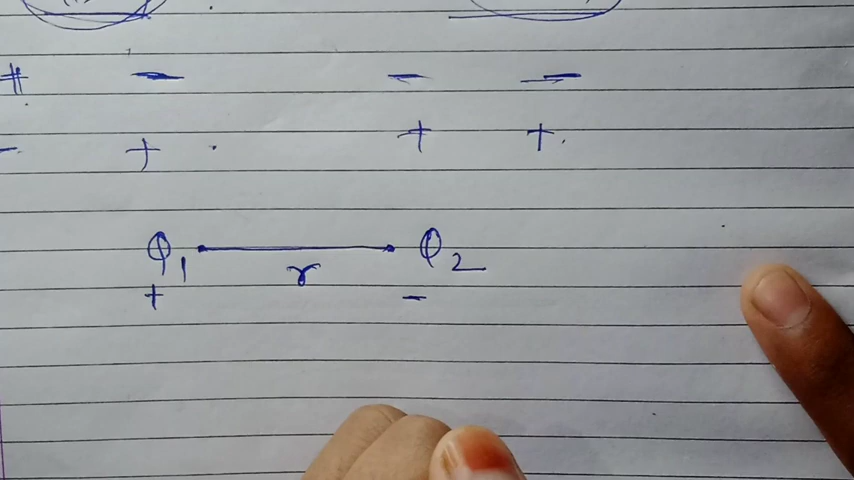 # - - -
- + + +
Q1 r Q2
+ -